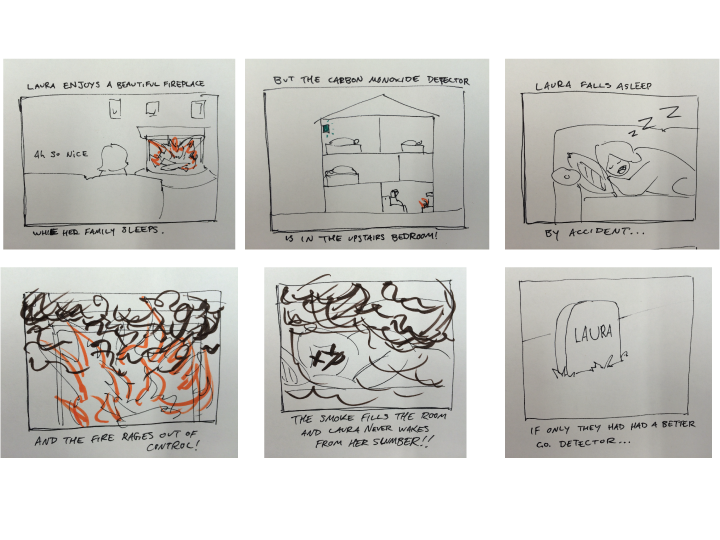 LAURA ENJOYS A BEAUTIFUL FIREPLACE
Ah SO NICE
WHILE HER FAMILY SLEEPS.
BUT THE CARBON MONOXIDE DETECTOR
IS IN THE UPSTAIRS BEDROOM!
LAURA FALLS ASLEEP
Z Z Z
BY ACCIDENT...
AND THE FIRE RAGES OUT OF
CONTROL!
THE SMOKE FILLS THE ROOM
AND LAURA NEVER WAKES
FROM HER SLUMBER!!
LAURA
IF ONLY THEY HAD HAD A BETTER
CO. DETECTOR...